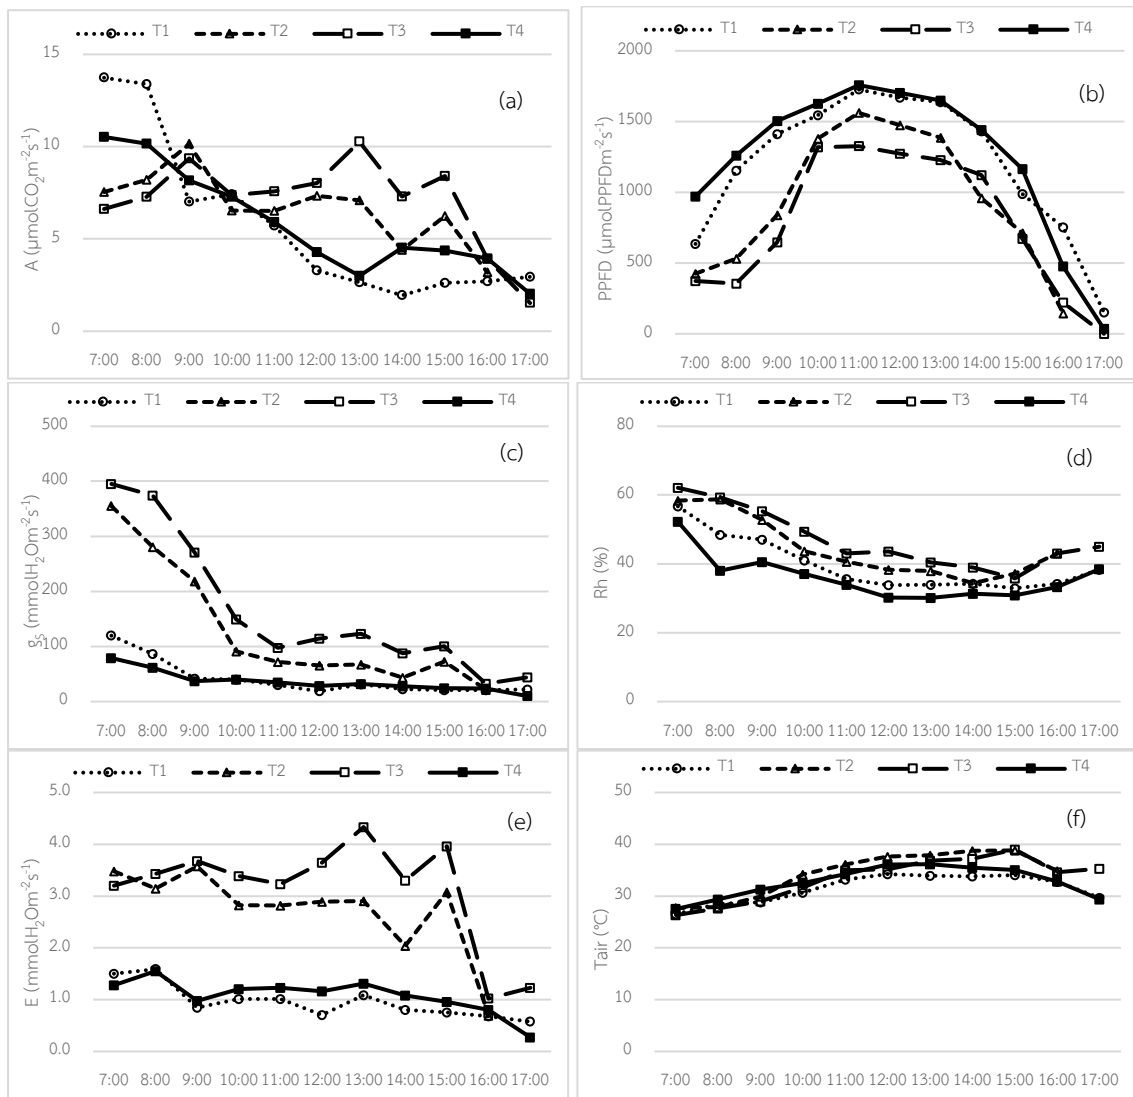 T1 T2 T3 T4
(a)
A (µmolCO₂m⁻²s⁻¹)
15
10
5
0
7:00 8:00 9:00 10:00 11:00 12:00 13:00 14:00 15:00 16:00 17:00
T1 T2 T3 T4
(b)
PPFD (µmolPPFDm⁻²s⁻¹)
2000
1500
1000
500
0
7:00 8:00 9:00 10:00 11:00 12:00 13:00 14:00 15:00 16:00 17:00
T1 T2 T3 T4
(c)
gs (mmolH₂Om⁻²s⁻¹)
500
400
300
200
100
0
7:00 8:00 9:00 10:00 11:00 12:00 13:00 14:00 15:00 16:00 17:00
T1 T2 T3 T4
(d)
Rh (%)
80
60
40
20
0
7:00 8:00 9:00 10:00 11:00 12:00 13:00 14:00 15:00 16:00 17:00
T1 T2 T3 T4
(e)
E (mmolH₂Om⁻²s⁻¹)
5.0
4.0
3.0
2.0
1.0
0.0
7:00 8:00 9:00 10:00 11:00 12:00 13:00 14:00 15:00 16:00 17:00
T1 T2 T3 T4
(f)
Tair (°C)
50
40
30
20
10
0
7:00 8:00 9:00 10:00 11:00 12:00 13:00 14:00 15:00 16:00 17:00